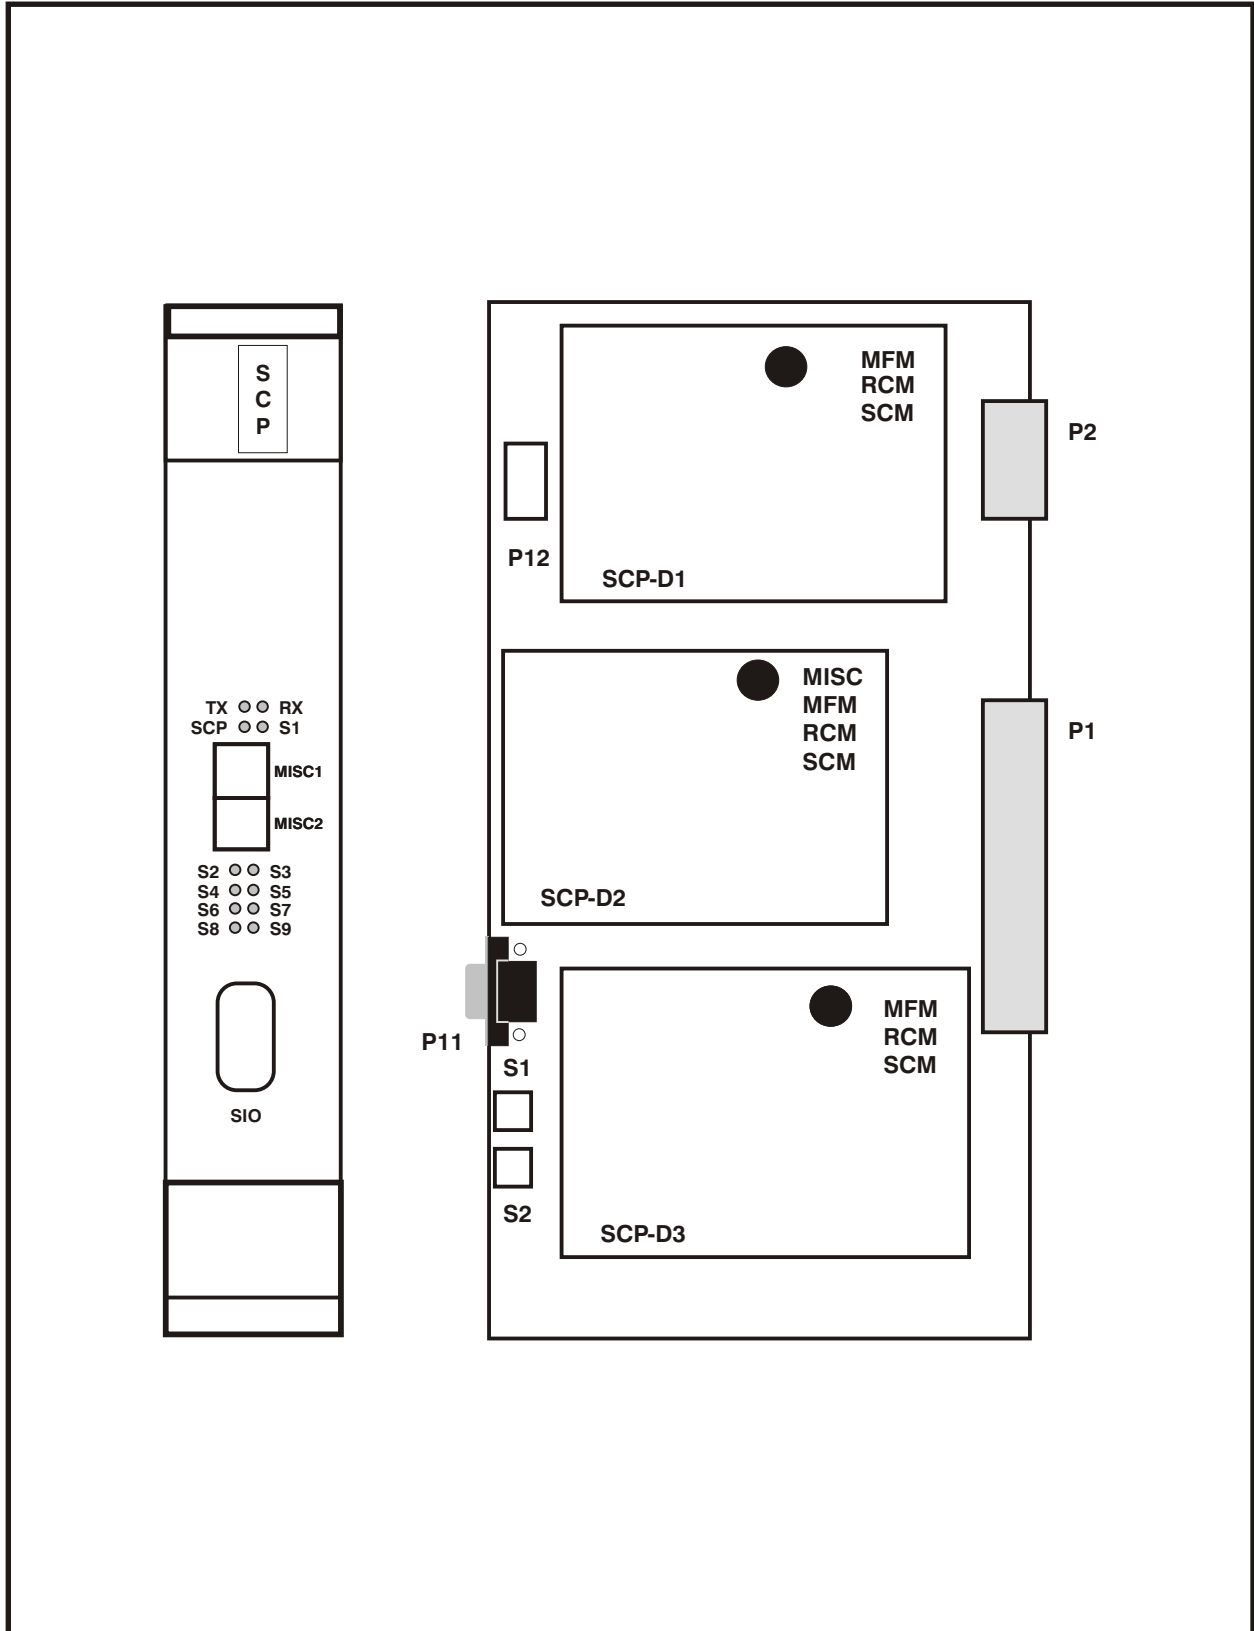 S
C
P
TX RX
SCP S1
MISC1
MISC2
S2 S3
S4 S5
S6 S7
S8 S9
SIO
MFM
RCM
SCM
P2
P12
SCP-D1
MISC
MFM
RCM
SCM
P1
SCP-D2
P11
MFM
RCM
SCM
S1
S2
SCP-D3